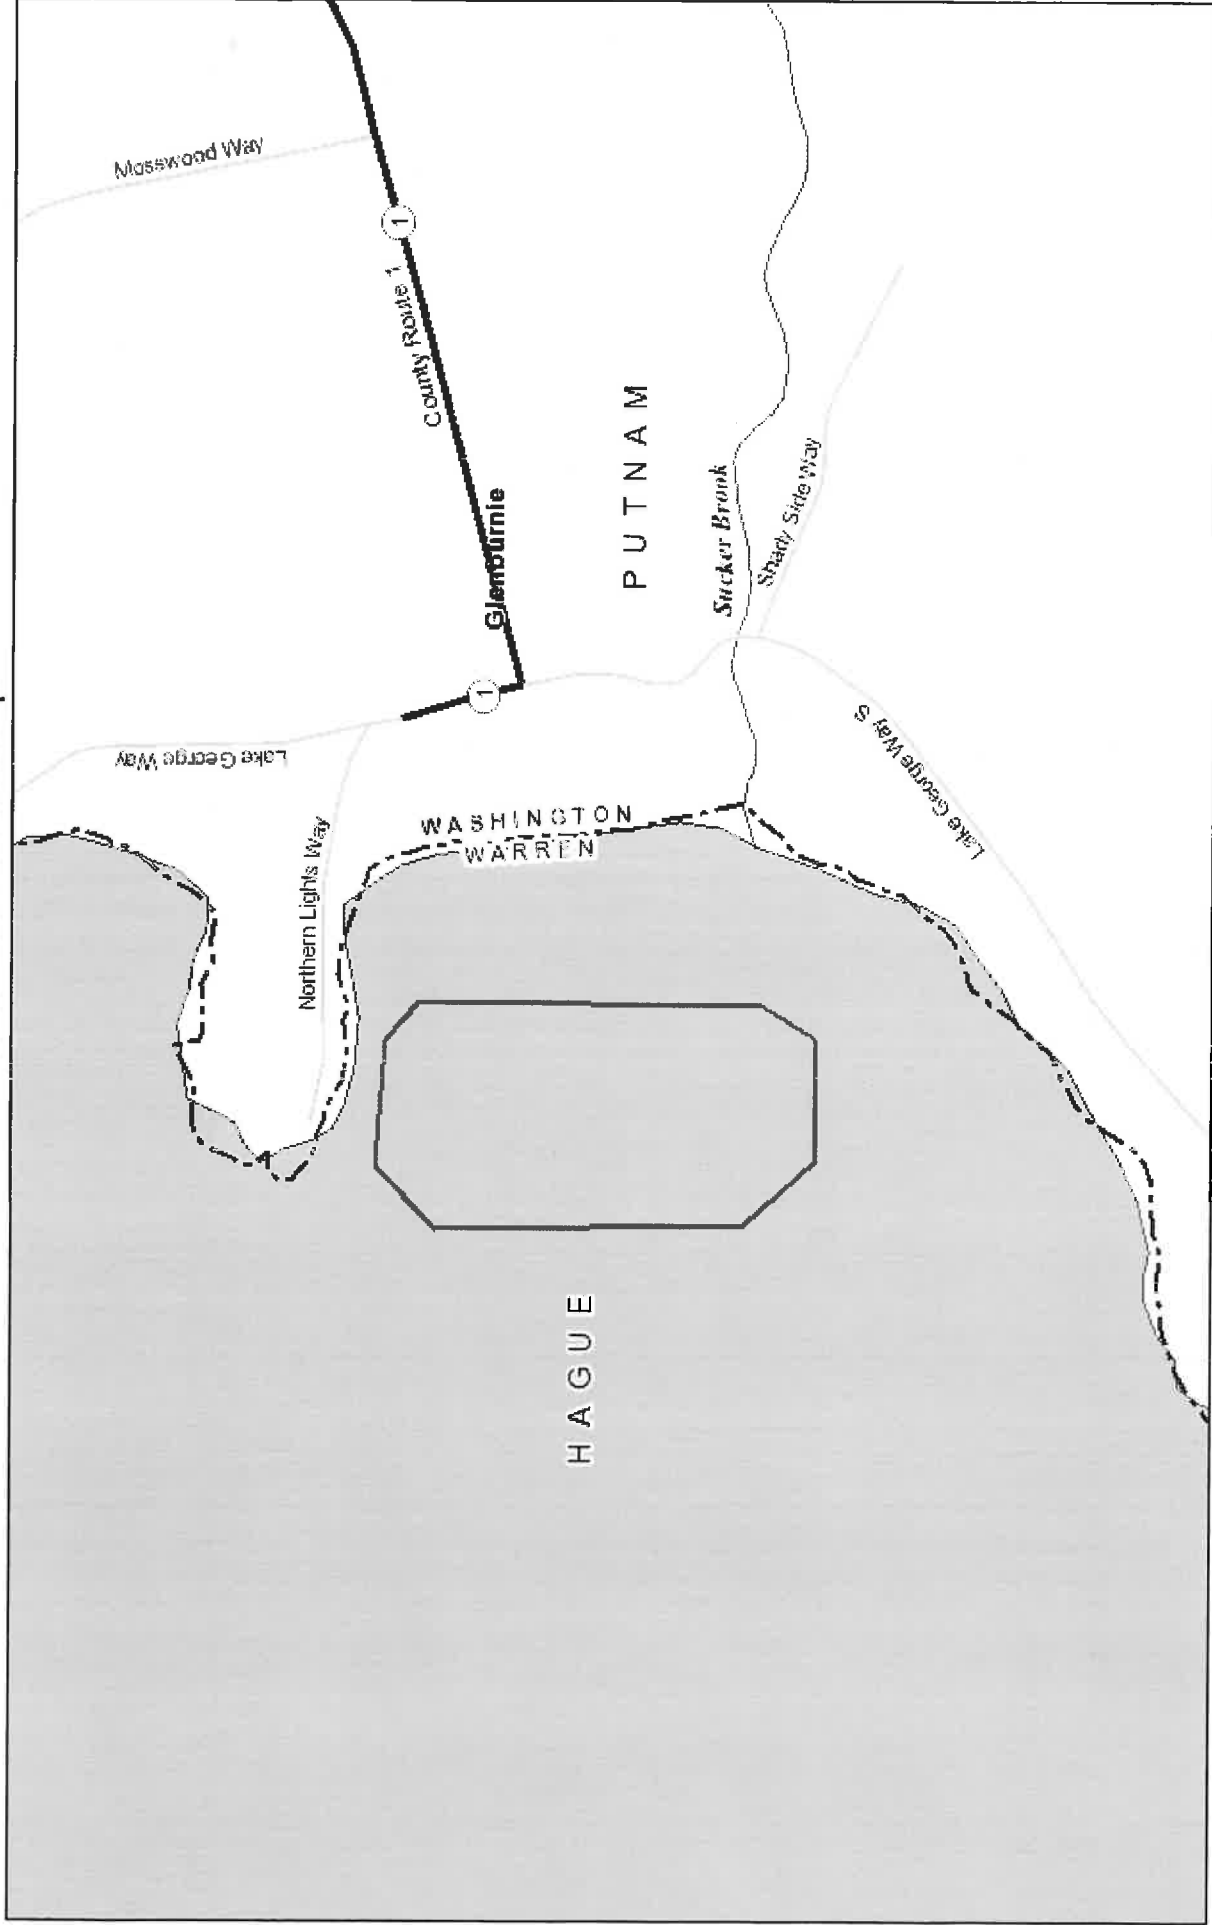 Mosswood Way
1
County Route 1
Glenburnie
1
Lake George Way
Northern Lights Way
WASHINGTON
WARREN
PUTNAM
Sucker Brook
Shady Side Way
Lake George Way S
HAGUE